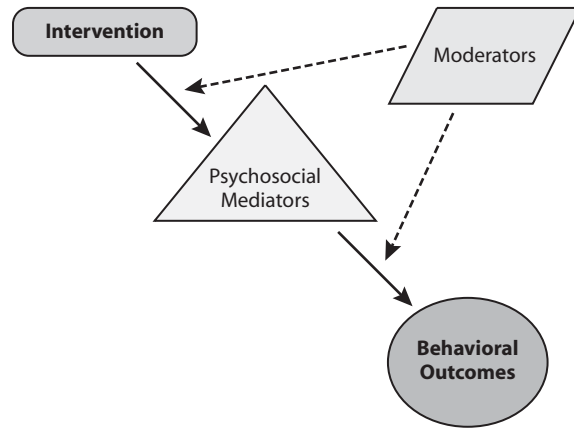 Intervention
Moderators
Psychosocial
Mediators
Behavioral
Outcomes